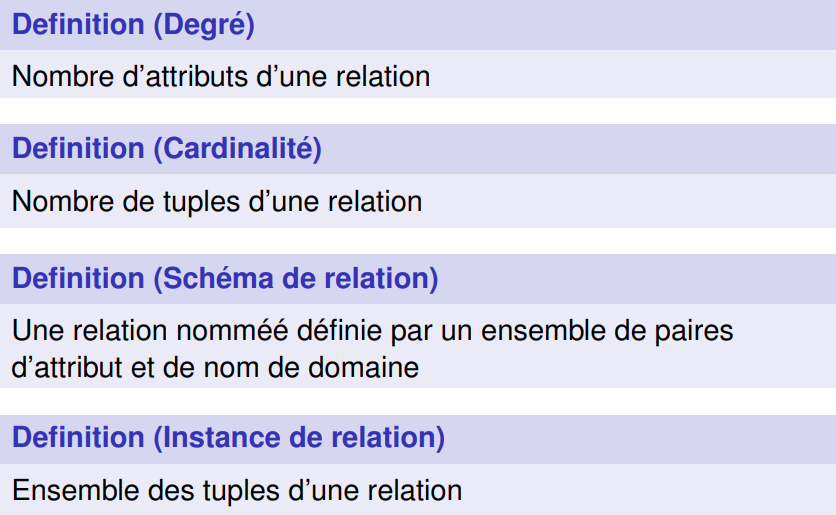 Definition (Degré)
Nombre d'attributs d'une relation
Definition (Cardinalité)
Nombre de tuples d'une relation
Definition (Schéma de relation)
Une relation nomméé définie par un ensemble de paires
d'attribut et de nom de domaine
Definition (Instance de relation)
Ensemble des tuples d'une relation